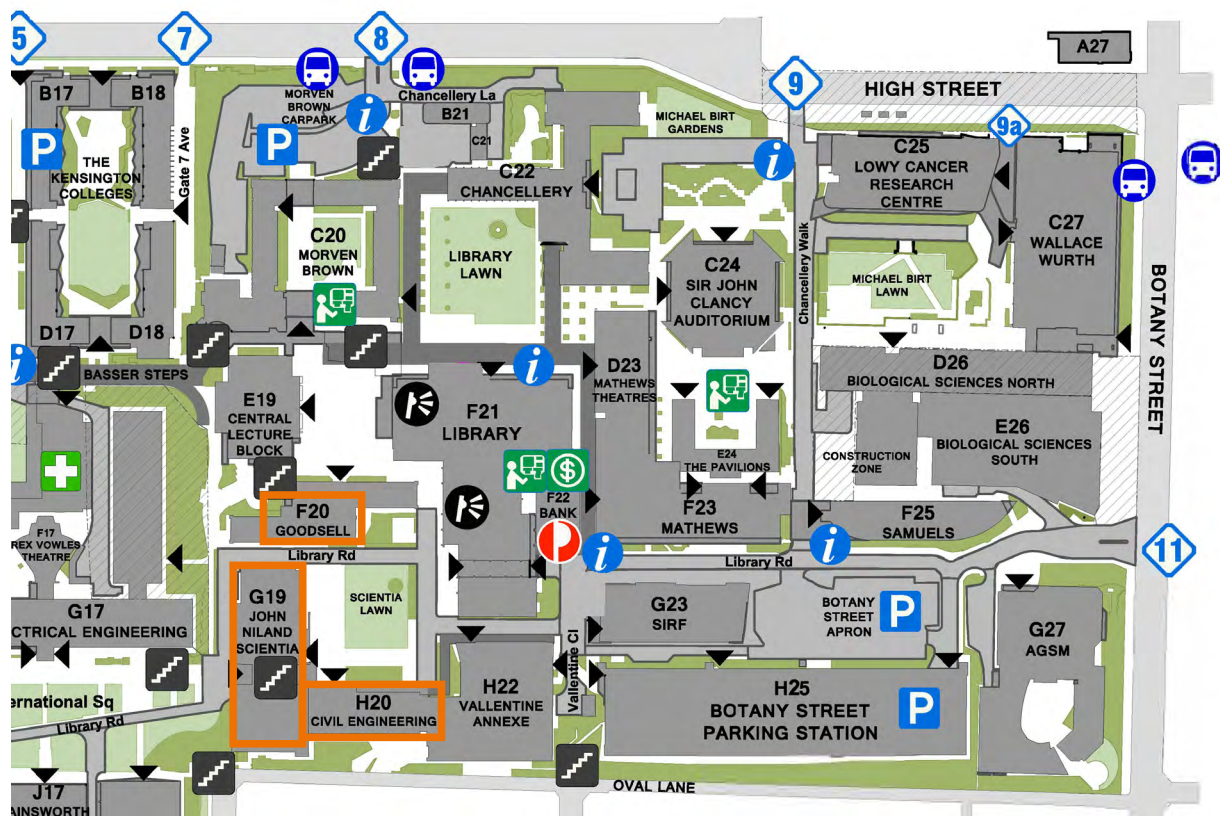 5
7
8
9
A27
HIGH STREET
9a
B17
B18
MORVEN
BROWN
CARPARK
Chancellery La
B21
C21
MICHAEL BIRT
GARDENS
P
P
i
i
THE
KENSINGTON
COLLEGES
Gate 7 Ave
C22
CHANCELLERY
C25
LOWY CANCER
RESEARCH
CENTRE
C20
MORVEN
BROWN
LIBRARY
LAWN
C24
SIR JOHN
CLANCY
AUDITORIUM
Chancellery Walk
MICHAEL BIRT
LAWN
C27
WALLACE
WURTH
BOTANY STREET
D17
D18
i
BASSER STEPS
i
D23
MATHEWS
THEATRES
D26
BIOLOGICAL SCIENCES NORTH
E19
CENTRAL
LECTURE
BLOCK
F21
LIBRARY
E24
THE PAVILIONS
CONSTRUCTION
ZONE
E26
BIOLOGICAL SCIENCES
SOUTH
$
F22
BANK
F20
GOODSELL
F23
MATHEWS
F25
SAMUELS
F17
REX VOWLES
THEATRE
Library Rd
P
i
Library Rd
i
11
G17
CTRICAL ENGINEERING
G19
JOHN
NILAND
SCIENTIA
SCIENTIA
LAWN
G23
SIRF
BOTANY
STREET
APRON
P
G27
AGSM
Vallentine Cl
ernational Sq
Library Rd
H20
CIVIL ENGINEERING
H22
VALLENTINE
ANNEXE
H25
BOTANY STREET
PARKING STATION
P
J17
AINSWORTH
OVAL LANE